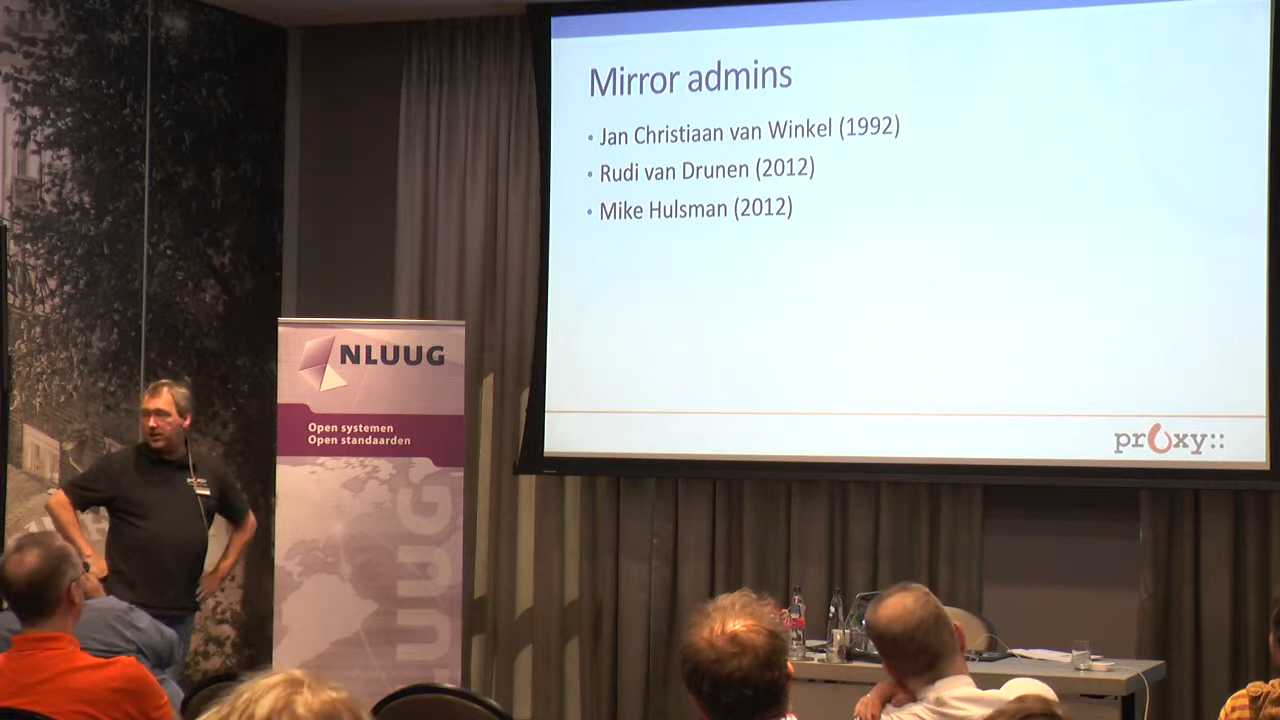 Mirror admins
• Jan Christiaan van Winkel (1992)
• Rudi van Drunen (2012)
• Mike Hulsman (2012)
proxy::
NLUUG
Open systemen
Open standaarden
NLUUG